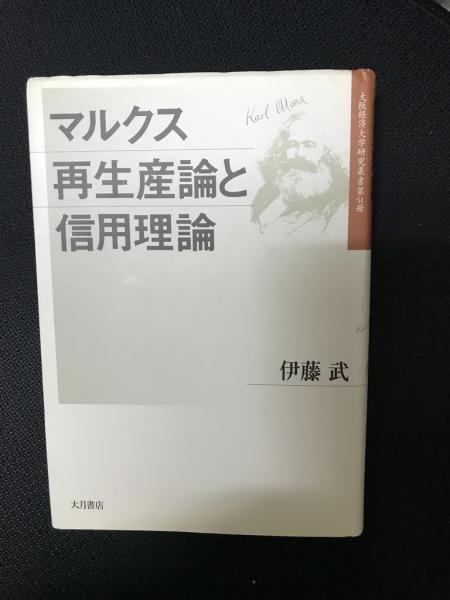 マルクス
再生産論と
信用理論
Karl Marx
大阪経済大学研究叢書第51冊
伊藤 武
大月書店